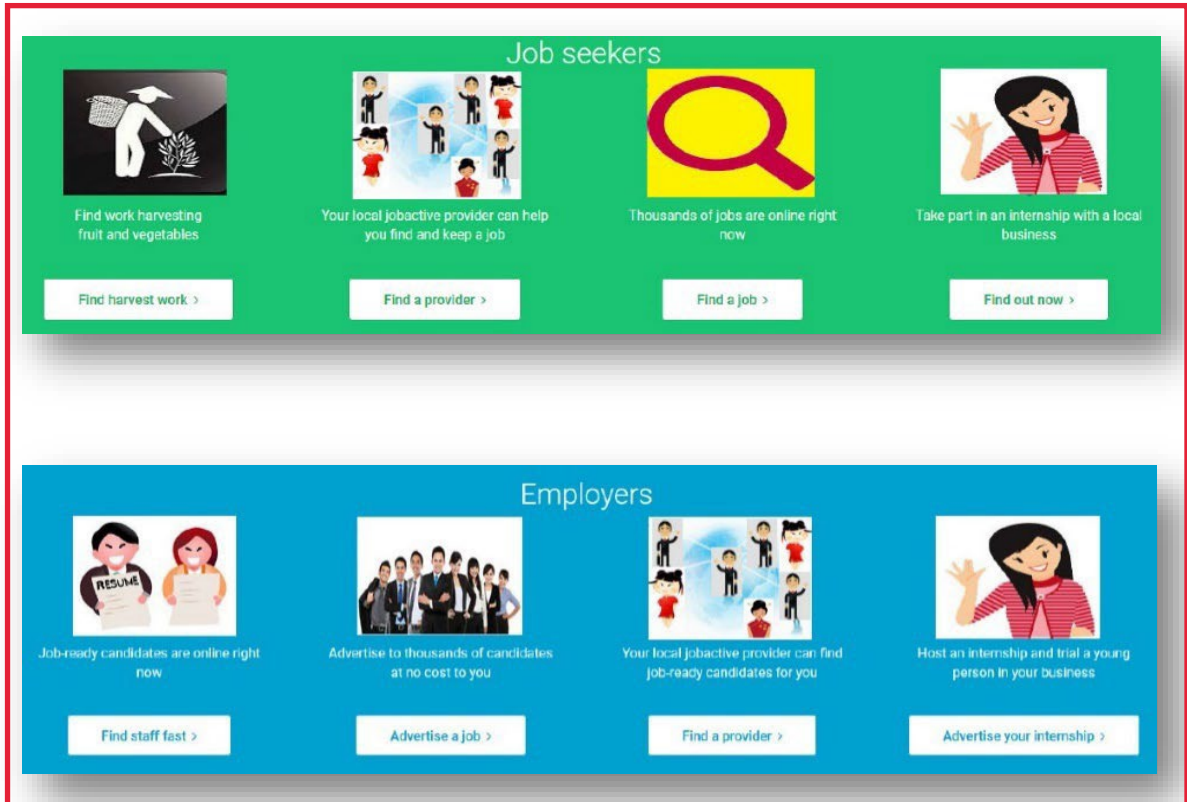 Job seekers
Find work harvesting
fruit and vegetables
Find harvest work >
Your local jobactive provider can help
you find and keep a job
Find a provider >
Thousands of jobs are online right
now
Find a job >
Take part in an internship with a local
business
Find out now >
Employers
RESUME
Job-ready candidates are online right
now
Find staff fast >
Advertise to thousands of candidates
at no cost to you
Advertise a job >
Your local jobactive provider can find
job-ready candidates for you
Find a provider >
Host an internship and trial a young
person in your business
Advertise your internship >